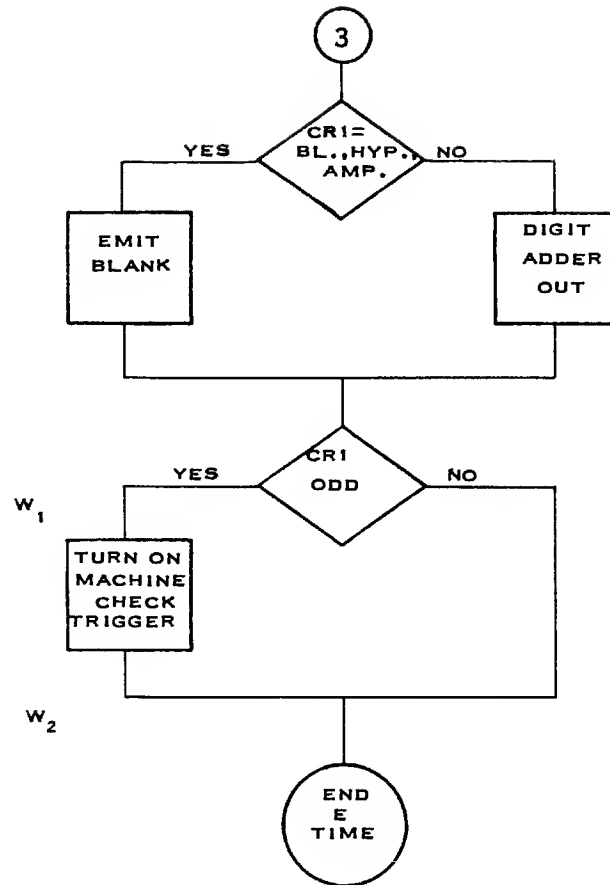 3
CR1=
BL.,HYP.,
AMP.
YES
NO
EMIT
BLANK
DIGIT
ADDER
OUT
CR1
ODD
YES
NO
W1
TURN ON
MACHINE
CHECK
TRIGGER
W2
END
E
TIME